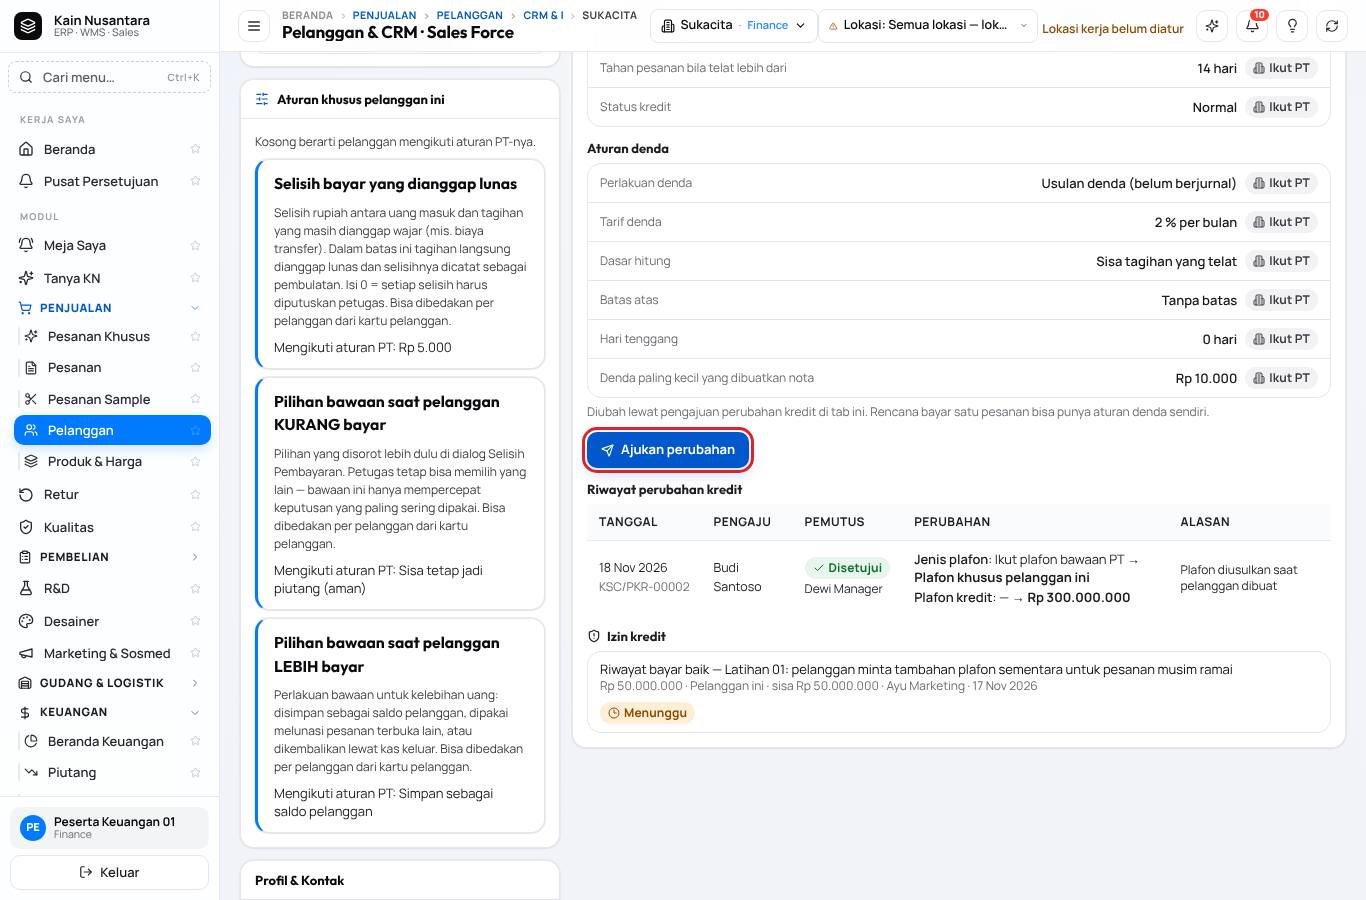 Kain Nusantara
ERP · WMS · Sales
Cari menu...
Ctrl+K
KERJA SAYA
Beranda
Pusat Persetujuan
MODUL
Meja Saya
Tanya KN
PENJUALAN
Pesanan Khusus
Pesanan
Pesanan Sample
Pelanggan
Produk & Harga
Retur
Kualitas
PEMBELIAN
R&D
Desainer
Marketing & Sosmed
GUDANG & LOGISTIK
KEUANGAN
Beranda Keuangan
Piutang
PE
Peserta Keuangan 01
Finance
Keluar
BERANDA › PENJUALAN › PELANGGAN › CRM & I › SUKACITA
Pelanggan & CRM · Sales Force
Sukacita · Finance
Lokasi: Semua lokasi — lok...
Lokasi kerja belum diatur
10
Aturan khusus pelanggan ini
Kosong berarti pelanggan mengikuti aturan PT-nya.
Selisih bayar yang dianggap lunas
Selisih rupiah antara uang masuk dan tagihan
yang masih dianggap wajar (mis. biaya
transfer). Dalam batas ini tagihan langsung
dianggap lunas dan selisihnya dicatat sebagai
pembulatan. Isi 0 = setiap selisih harus
diputuskan petugas. Bisa dibedakan per
pelanggan dari kartu pelanggan.
Mengikuti aturan PT: Rp 5.000
Pilihan bawaan saat pelanggan
KURANG bayar
Pilihan yang disorot lebih dulu di dialog Selisih
Pembayaran. Petugas tetap bisa memilih yang
lain — bawaan ini hanya mempercepat
keputusan yang paling sering dipakai. Bisa
dibedakan per pelanggan dari kartu
pelanggan.
Mengikuti aturan PT: Sisa tetap jadi
piutang (aman)
Pilihan bawaan saat pelanggan
LEBIH bayar
Perlakuan bawaan untuk kelebihan uang:
disimpan sebagai saldo pelanggan, dipakai
melunasi pesanan terbuka lain, atau
dikembalikan lewat kas keluar. Bisa dibedakan
per pelanggan dari kartu pelanggan.
Mengikuti aturan PT: Simpan sebagai
saldo pelanggan
Profil & Kontak
Tahan pesanan bila telat lebih dari 14 hari Ikut PT
Status kredit Normal Ikut PT
Aturan denda
Perlakuan denda Usulan denda (belum berjurnal) Ikut PT
Tarif denda 2 % per bulan Ikut PT
Dasar hitung Sisa tagihan yang telat Ikut PT
Batas atas Tanpa batas Ikut PT
Hari tenggang 0 hari Ikut PT
Denda paling kecil yang dibuatkan nota Rp 10.000 Ikut PT
Diubah lewat pengajuan perubahan kredit di tab ini. Rencana bayar satu pesanan bisa punya aturan denda sendiri.
Ajukan perubahan
Riwayat perubahan kredit
TANGGAL PENGAJU PEMUTUS PERUBAHAN ALASAN
18 Nov 2026
KSC/PKR-00002
Budi
Santoso
Disetujui
Dewi Manager
Jenis plafon: Ikut plafon bawaan PT →
Plafon khusus pelanggan ini
Plafon kredit: — → Rp 300.000.000
Plafon diusulkan saat
pelanggan dibuat
Izin kredit
Riwayat bayar baik — Latihan 01: pelanggan minta tambahan plafon sementara untuk pesanan musim ramai
Rp 50.000.000 · Pelanggan ini · sisa Rp 50.000.000 · Ayu Marketing · 17 Nov 2026
Menunggu